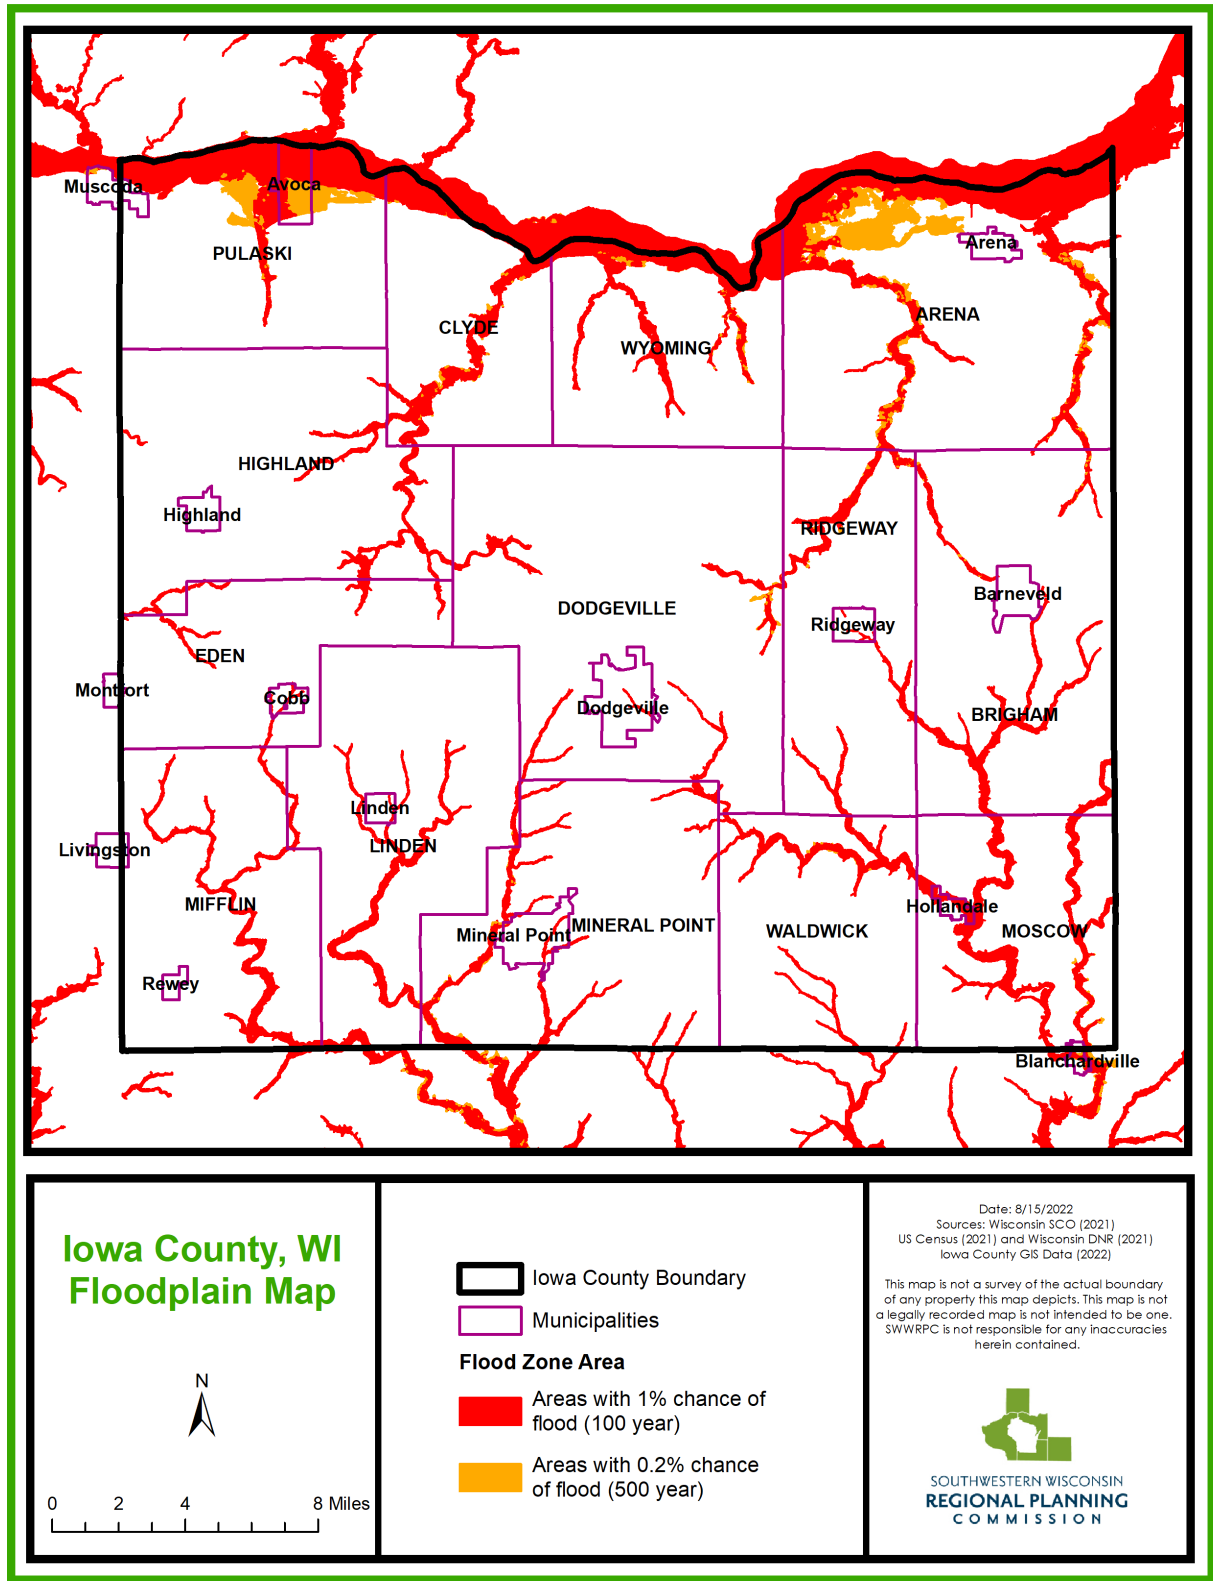 Muscoda
Avoca
PULASKI
Arena
ARENA
CLYDE
WYOMING
HIGHLAND
Highland
RIDGEWAY
Barneveld
DODGEVILLE
Ridgeway
EDEN
Montfort
Cobb
Dodgeville
BRIGHAM
Linden
LINDEN
Livingston
MIFFLIN
Hollandale
Mineral Point
MINERAL POINT
WALDWICK
MOSCOW
Rewey
Blanchardville
Iowa County, WI
Floodplain Map
N
0 2 4 8 Miles
Iowa County Boundary
Municipalities
Flood Zone Area
Areas with 1% chance of
flood (100 year)
Areas with 0.2% chance
of flood (500 year)
Date: 8/15/2022
Sources: Wisconsin SCO (2021)
US Census (2021) and Wisconsin DNR (2021)
Iowa County GIS Data (2022)
This map is not a survey of the actual boundary
of any property this map depicts. This map is not
a legally recorded map is not intended to be one.
SWWRPC is not responsible for any inaccuracies
herein contained.
SOUTHWESTERN WISCONSIN
REGIONAL PLANNING
COMMISSION